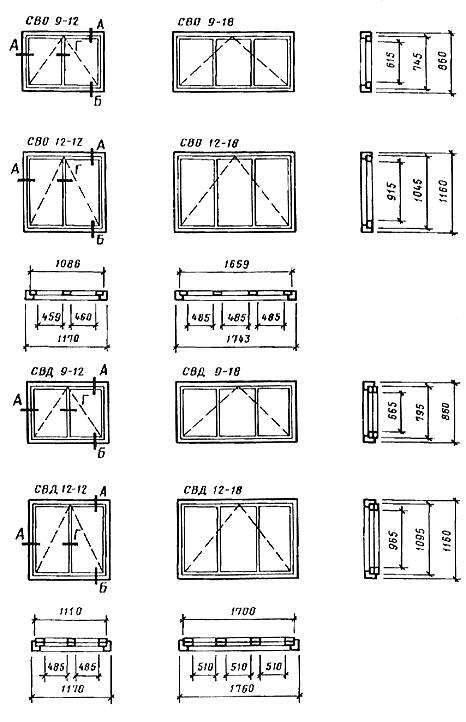 СВО 9-12
СВО 9-18
А
А
Г
Б
615
745
860
СВО 12-12
СВО 12-18
А
А
Г
Б
915
1045
1160
1086
1659
459
460
485
485
485
1170
1743
СВД 9-12
СВД 9-18
А
А
Г
Б
665
795
860
СВД 12-12
СВД 12-18
А
А
Г
Б
965
1095
1160
1110
1700
485
485
510
510
510
1170
1760